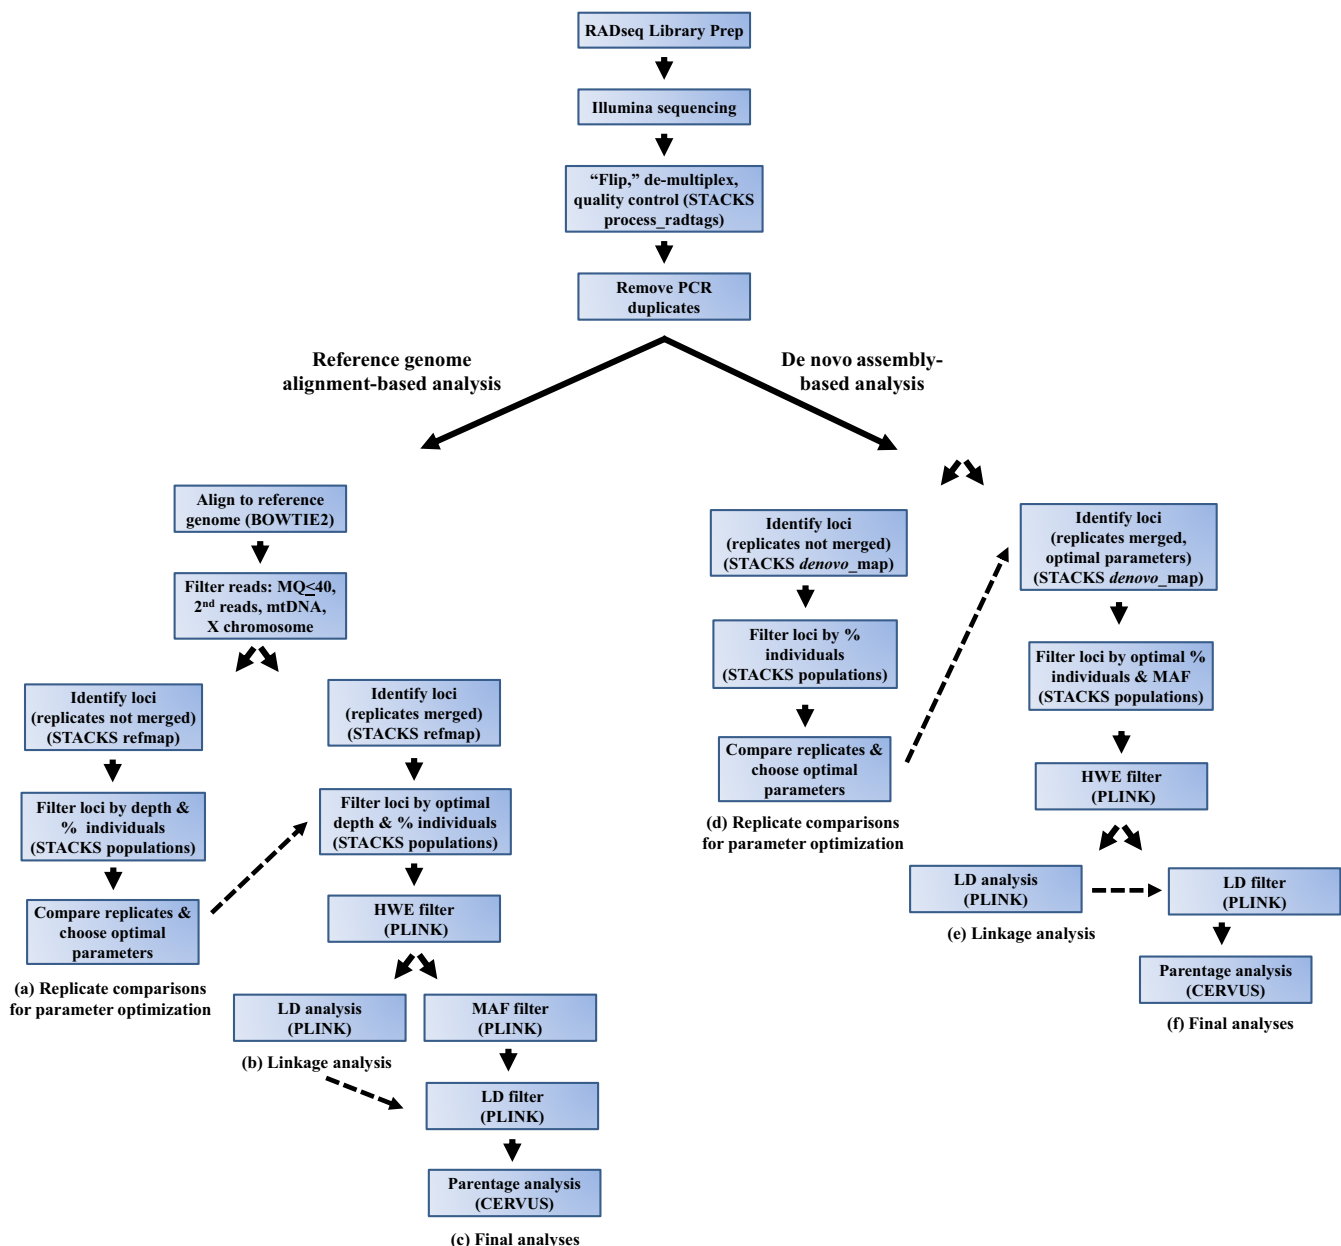 RADseq Library Prep
Illumina sequencing
“Flip,” de-multiplex,
quality control (STACKS
process_radtags)
Remove PCR
duplicates
Reference genome
alignment-based analysis
De novo assembly-
based analysis
Align to reference
genome (BOWTIE2)
Filter reads: MQ≤40,
2nd reads, mtDNA,
X chromosome
Identify loci
(replicates not merged)
(STACKS refmap)
Filter loci by depth &
% individuals
(STACKS populations)
Compare replicates &
choose optimal
parameters
(a) Replicate comparisons
for parameter optimization
Identify loci
(replicates merged)
(STACKS refmap)
Filter loci by optimal
depth & % individuals
(STACKS populations)
HWE filter
(PLINK)
LD analysis
(PLINK)
(b) Linkage analysis
MAF filter
(PLINK)
LD filter
(PLINK)
Parentage analysis
(CERVUS)
(c) Final analyses
Identify loci
(replicates not merged)
(STACKS denovo_map)
Filter loci by %
individuals
(STACKS populations)
Compare replicates &
choose optimal
parameters
(d) Replicate comparisons
for parameter optimization
Identify loci
(replicates merged,
optimal parameters)
(STACKS denovo_map)
Filter loci by optimal %
individuals & MAF
(STACKS populations)
HWE filter
(PLINK)
LD analysis
(PLINK)
(e) Linkage analysis
LD filter
(PLINK)
Parentage analysis
(CERVUS)
(f) Final analyses